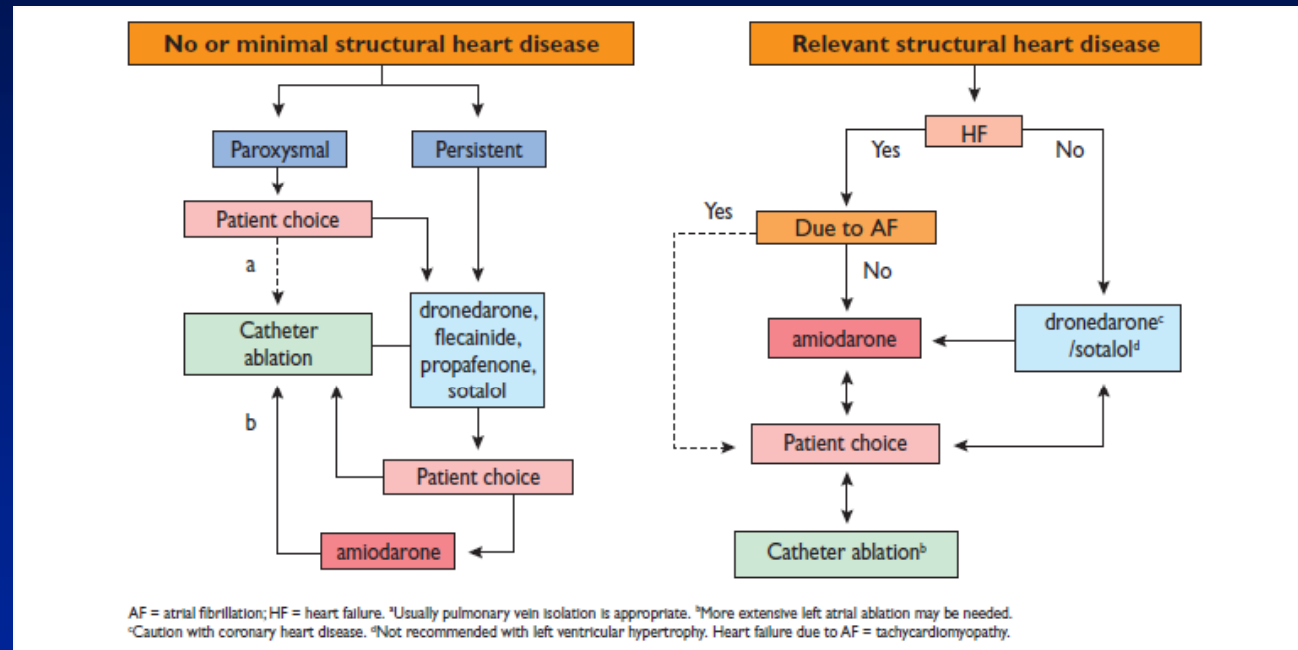 No or minimal structural heart disease
Paroxysmal
Persistent
Patient choice
a
Catheter
ablation
dronedarone,
flecainide,
propafenone,
sotalol
b
Patient choice
amiodarone
Relevant structural heart disease
HF
Yes
No
Yes
Due to AF
No
amiodarone
dronedaroneᶜ
/sotalolᵈ
Patient choice
Catheter ablationᵇ
AF = atrial fibrillation; HF = heart failure. ᵃUsually pulmonary vein isolation is appropriate. ᵇMore extensive left atrial ablation may be needed.
ᶜCaution with coronary heart disease. ᵈNot recommended with left ventricular hypertrophy. Heart failure due to AF = tachycardiomyopathy.